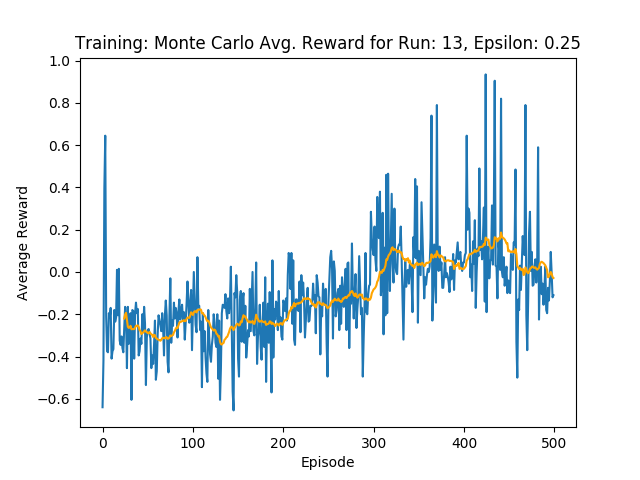 Training: Monte Carlo Avg. Reward for Run: 13, Epsilon: 0.25
1.0
0.8
0.6
0.4
0.2
0.0
−0.2
−0.4
−0.6
Average Reward
0 100 200 300 400 500
Episode